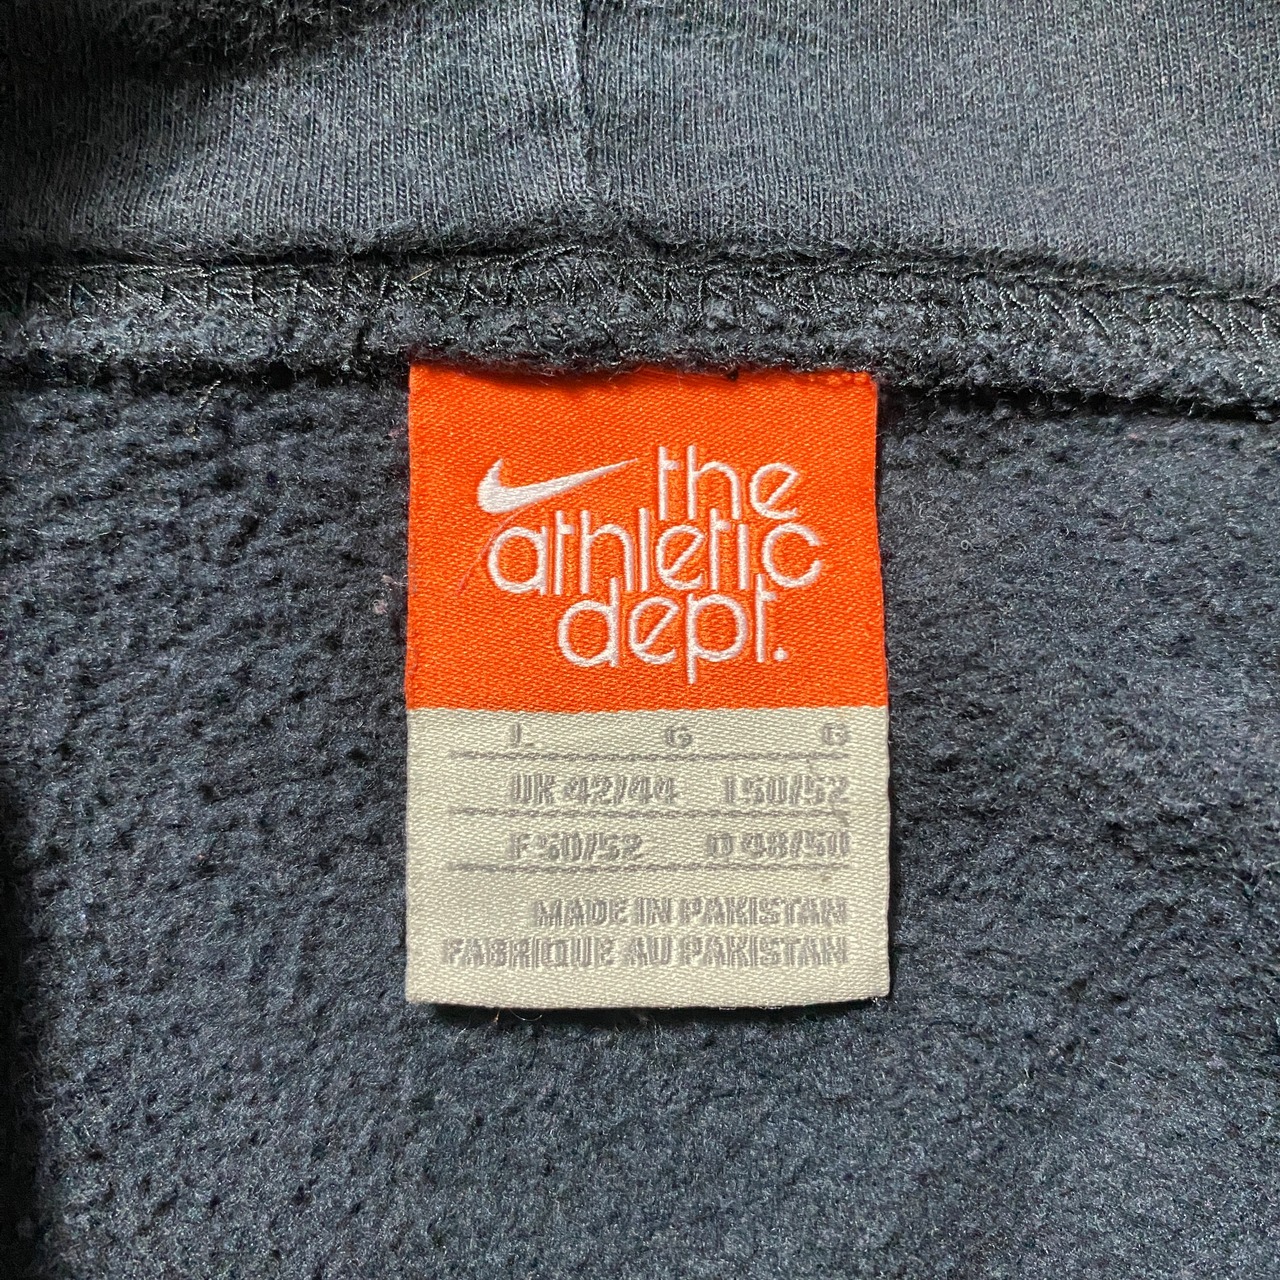 the
athletic
dept.
L G G
UK 42/44 I 50/52
F 50/52 D 48/50
MADE IN PAKISTAN
FABRIQUE AU PAKISTAN